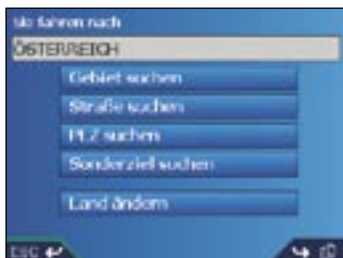 Sie fahren nach
ÖSTERREICH
Gebiet suchen
Straße suchen
PLZ suchen
Sonderziel suchen
Land ändern
ESC